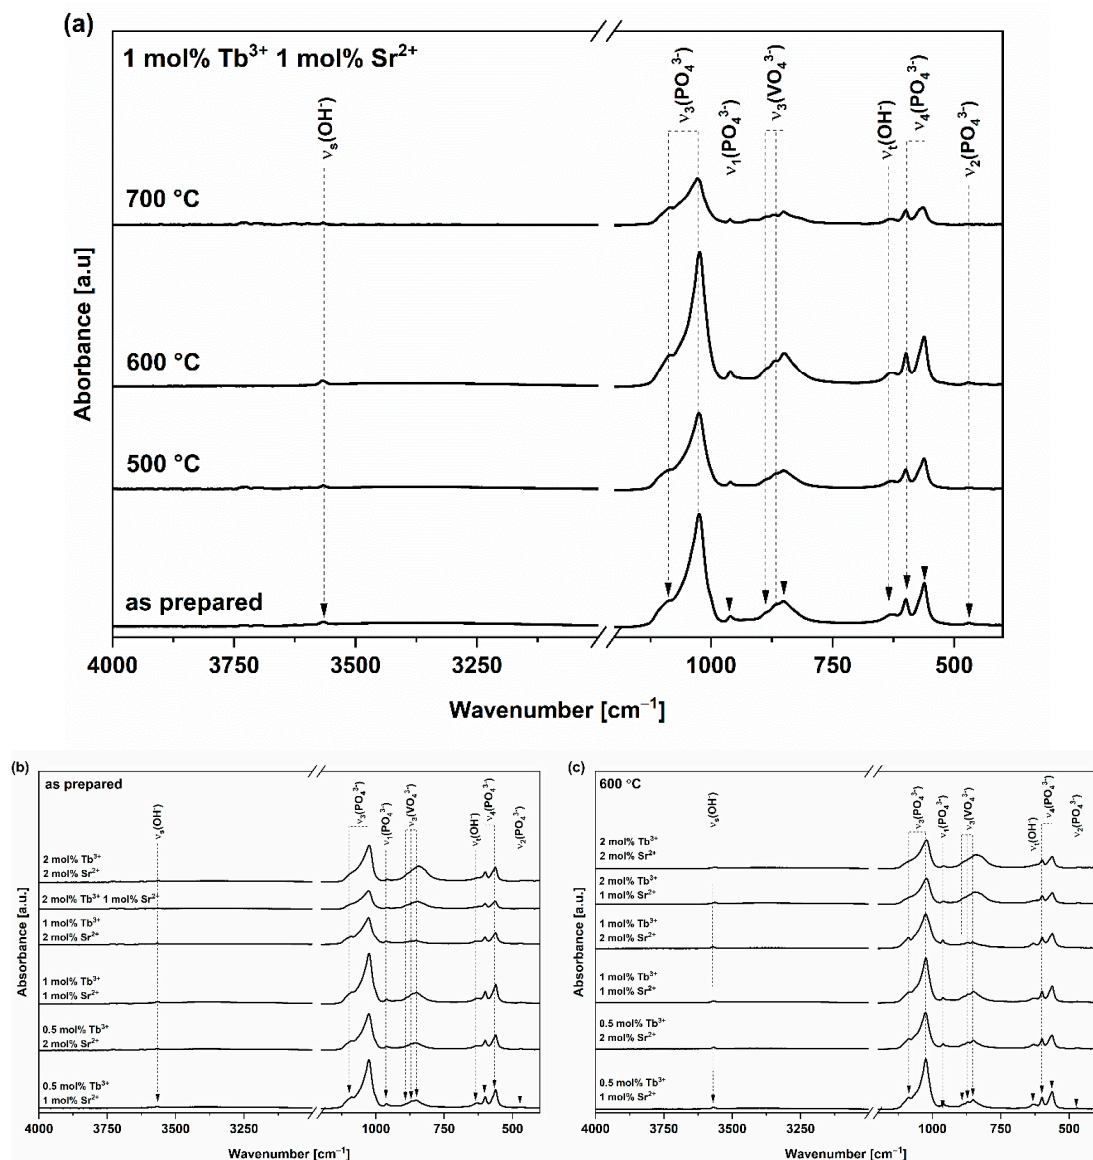 (a)
1 mol% Tb³⁺ 1 mol% Sr²⁺
νs(OH⁻)
ν₃(PO₄³⁻)
ν₁(PO₄³⁻)
ν₃(VO₄³⁻)
νt(OH⁻)
ν₄(PO₄³⁻)
ν₂(PO₄³⁻)
700 °C
600 °C
500 °C
as prepared
Aborbance [a.u]
4000 3750 3500 3250 1000 750 500
Wavenumber [cm⁻¹]
(b)
as prepared
νs(OH⁻)
ν₃(PO₄³⁻)
ν₁(PO₄³⁻)
ν₃(VO₄³⁻)
νt(OH⁻)
ν₄(PO₄³⁻)
ν₂(PO₄³⁻)
2 mol% Tb³⁺
2 mol% Sr²⁺
2 mol% Tb³⁺ 1 mol% Sr²⁺
1 mol% Tb³⁺
2 mol% Sr²⁺
1 mol% Tb³⁺
1 mol% Sr²⁺
0.5 mol% Tb³⁺
2 mol% Sr²⁺
0.5 mol% Tb³⁺
1 mol% Sr²⁺
Absorbance [a.u.]
4000 3750 3500 3250 1000 750 500
Wavenumber [cm⁻¹]
(c)
600 °C
νs(OH⁻)
ν₃(PO₄³⁻)
ν₁(PO₄³⁻)
ν₃(VO₄³⁻)
νt(OH⁻)
ν₄(PO₄³⁻)
ν₂(PO₄³⁻)
2 mol% Tb³⁺
2 mol% Sr²⁺
2 mol% Tb³⁺
1 mol% Sr²⁺
1 mol% Tb³⁺
2 mol% Sr²⁺
1 mol% Tb³⁺
1 mol% Sr²⁺
0.5 mol% Tb³⁺
2 mol% Sr²⁺
0.5 mol% Tb³⁺
1 mol% Sr²⁺
Absorbance [a.u.]
4000 3750 3500 3250 1000 750 500
Wavenumber [cm⁻¹]